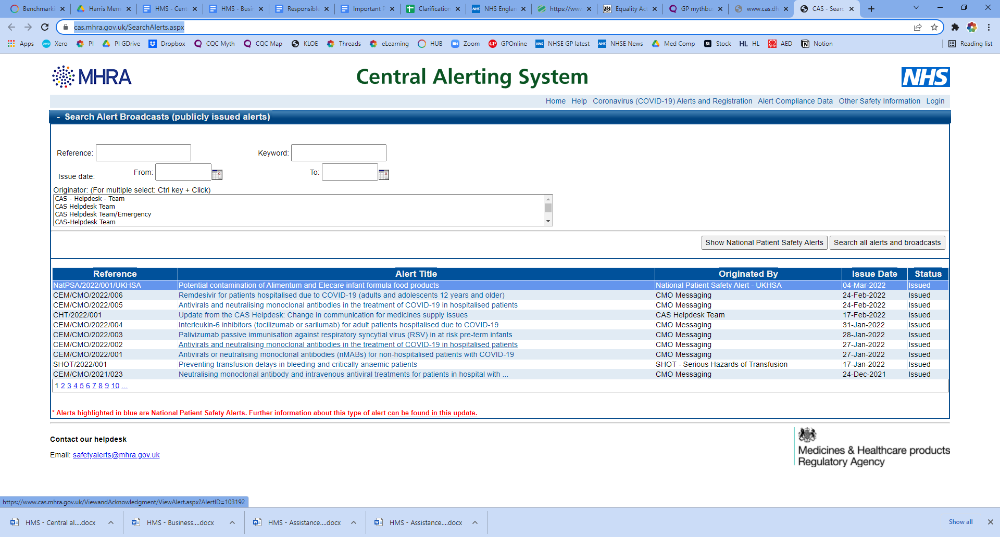 Benchmarki Harris Mem HMS - Cent HMS - Busi Responsible Important F Clarification NHS Englan https://www Equality Act GP mythbus www.cas.dh CAS - Searc
cas.mhra.gov.uk/SearchAlerts.aspx
Apps Xero PI PI GDrive Dropbox CQC Myth CQC Map KLOE Threads eLearning HUB Zoom GPOnline NHSE GP latest NHSE News Med Comp Stock HL HL AED Notion Reading list
MHRA Central Alerting System NHS
Home Help Coronavirus (COVID-19) Alerts and Registration Alert Compliance Data Other Safety Information Login
- Search Alert Broadcasts (publicly issued alerts)
Reference: Keyword:
Issue date: From: To:
Originator: (For multiple select: Ctrl key + Click)
CAS - Helpdesk - Team
CAS Helpdesk Team
CAS Helpdesk Team/Emergency
CAS-Helpdesk Team
Show National Patient Safety Alerts Search all alerts and broadcasts
Reference Alert Title Originated By Issue Date Status
NatPSA/2022/001/UKHSA Potential contamination of Alimentum and Elecare infant formula food products National Patient Safety Alert - UKHSA 04-Mar-2022 Issued
CEM/CMO/2022/006 Remdesivir for patients hospitalised due to COVID-19 (adults and adolescents 12 years and older) CMO Messaging 24-Feb-2022 Issued
CEM/CMO/2022/005 Antivirals and neutralising monoclonal antibodies in the treatment of COVID-19 in hospitalised patients CMO Messaging 24-Feb-2022 Issued
CHT/2022/001 Update from the CAS Helpdesk: Change in communication for medicines supply issues CAS Helpdesk Team 17-Feb-2022 Issued
CEM/CMO/2022/004 Interleukin-6 inhibitors (tocilizumab or sarilumab) for adult patients hospitalised due to COVID-19 CMO Messaging 31-Jan-2022 Issued
CEM/CMO/2022/003 Palivizumab passive immunisation against respiratory syncytial virus (RSV) in at risk pre-term infants CMO Messaging 28-Jan-2022 Issued
CEM/CMO/2022/002 Antivirals and neutralising monoclonal antibodies in the treatment of COVID-19 in hospitalised patients CMO Messaging 27-Jan-2022 Issued
CEM/CMO/2022/001 Antivirals or neutralising monoclonal antibodies (nMABs) for non-hospitalised patients with COVID-19 CMO Messaging 27-Jan-2022 Issued
SHOT/2022/001 Preventing transfusion delays in bleeding and critically anaemic patients SHOT - Serious Hazards of Transfusion 17-Jan-2022 Issued
CEM/CMO/2021/023 Neutralising monoclonal antibody and intravenous antiviral treatments for patients in hospital with ... CMO Messaging 24-Dec-2021 Issued
1 2 3 4 5 6 7 8 9 10 ...
* Alerts highlighted in blue are National Patient Safety Alerts. Further information about this type of alert can be found in this update.
Contact our helpdesk
Email: safetyalerts@mhra.gov.uk
Medicines & Healthcare products
Regulatory Agency
https://www.cas.mhra.gov.uk/ViewandAcknowledgment/ViewAlert.aspx?AlertID=103192
HMS - Central al....docx HMS - Business....docx HMS - Assistance....docx HMS - Assistance....docx Show all